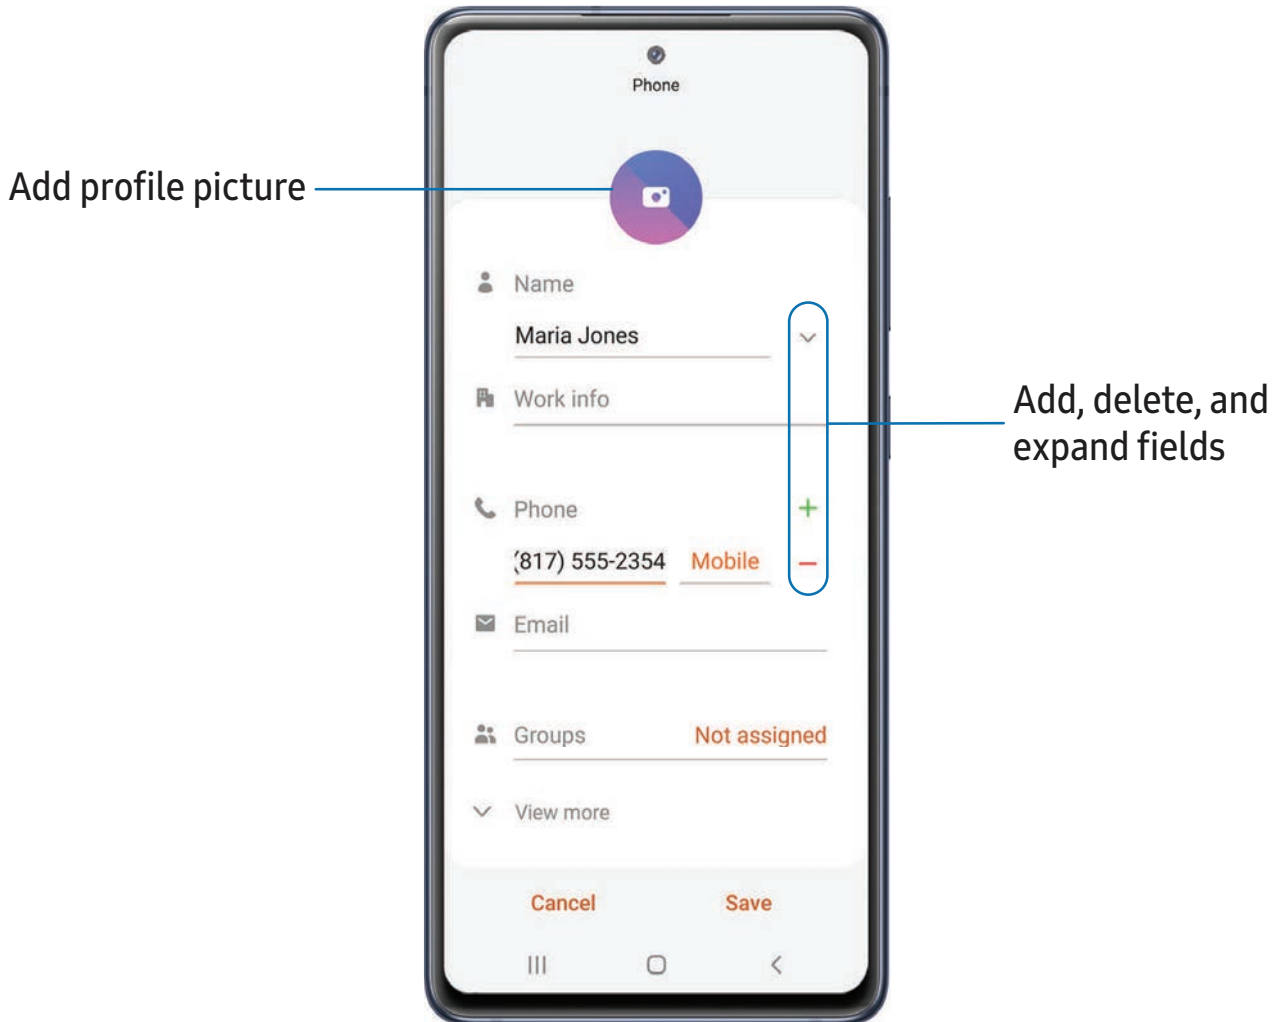 Phone
Add profile picture
Name
Maria Jones
Work info
Add, delete, and
expand fields
Phone
(817) 555-2354 Mobile
Email
Groups Not assigned
View more
Cancel Save